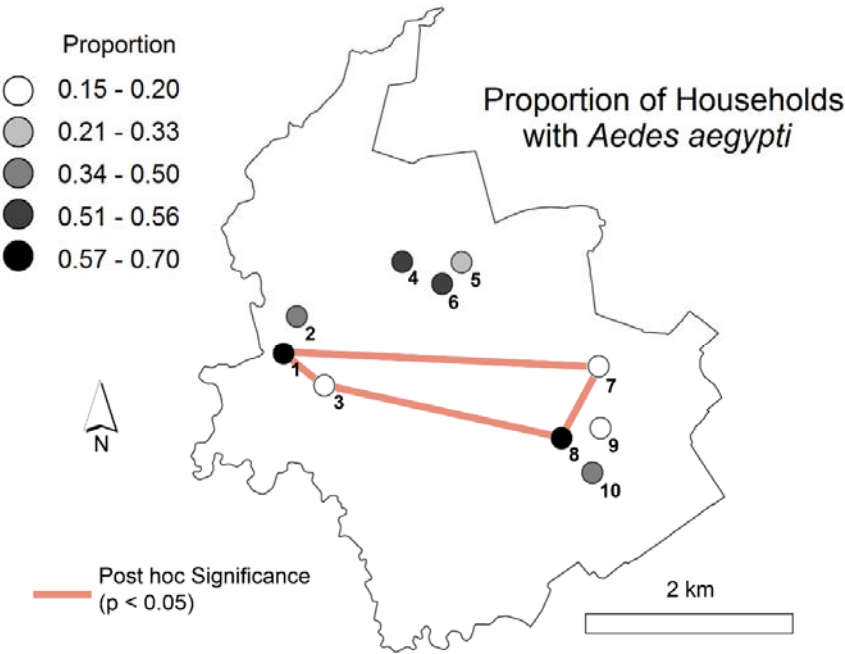 Proportion
0.15 - 0.20
0.21 - 0.33
0.34 - 0.50
0.51 - 0.56
0.57 - 0.70
Proportion of Households
with Aedes aegypti
4
5
6
2
1
3
7
9
8
10
N
Post hoc Significance
(p < 0.05)
2 km